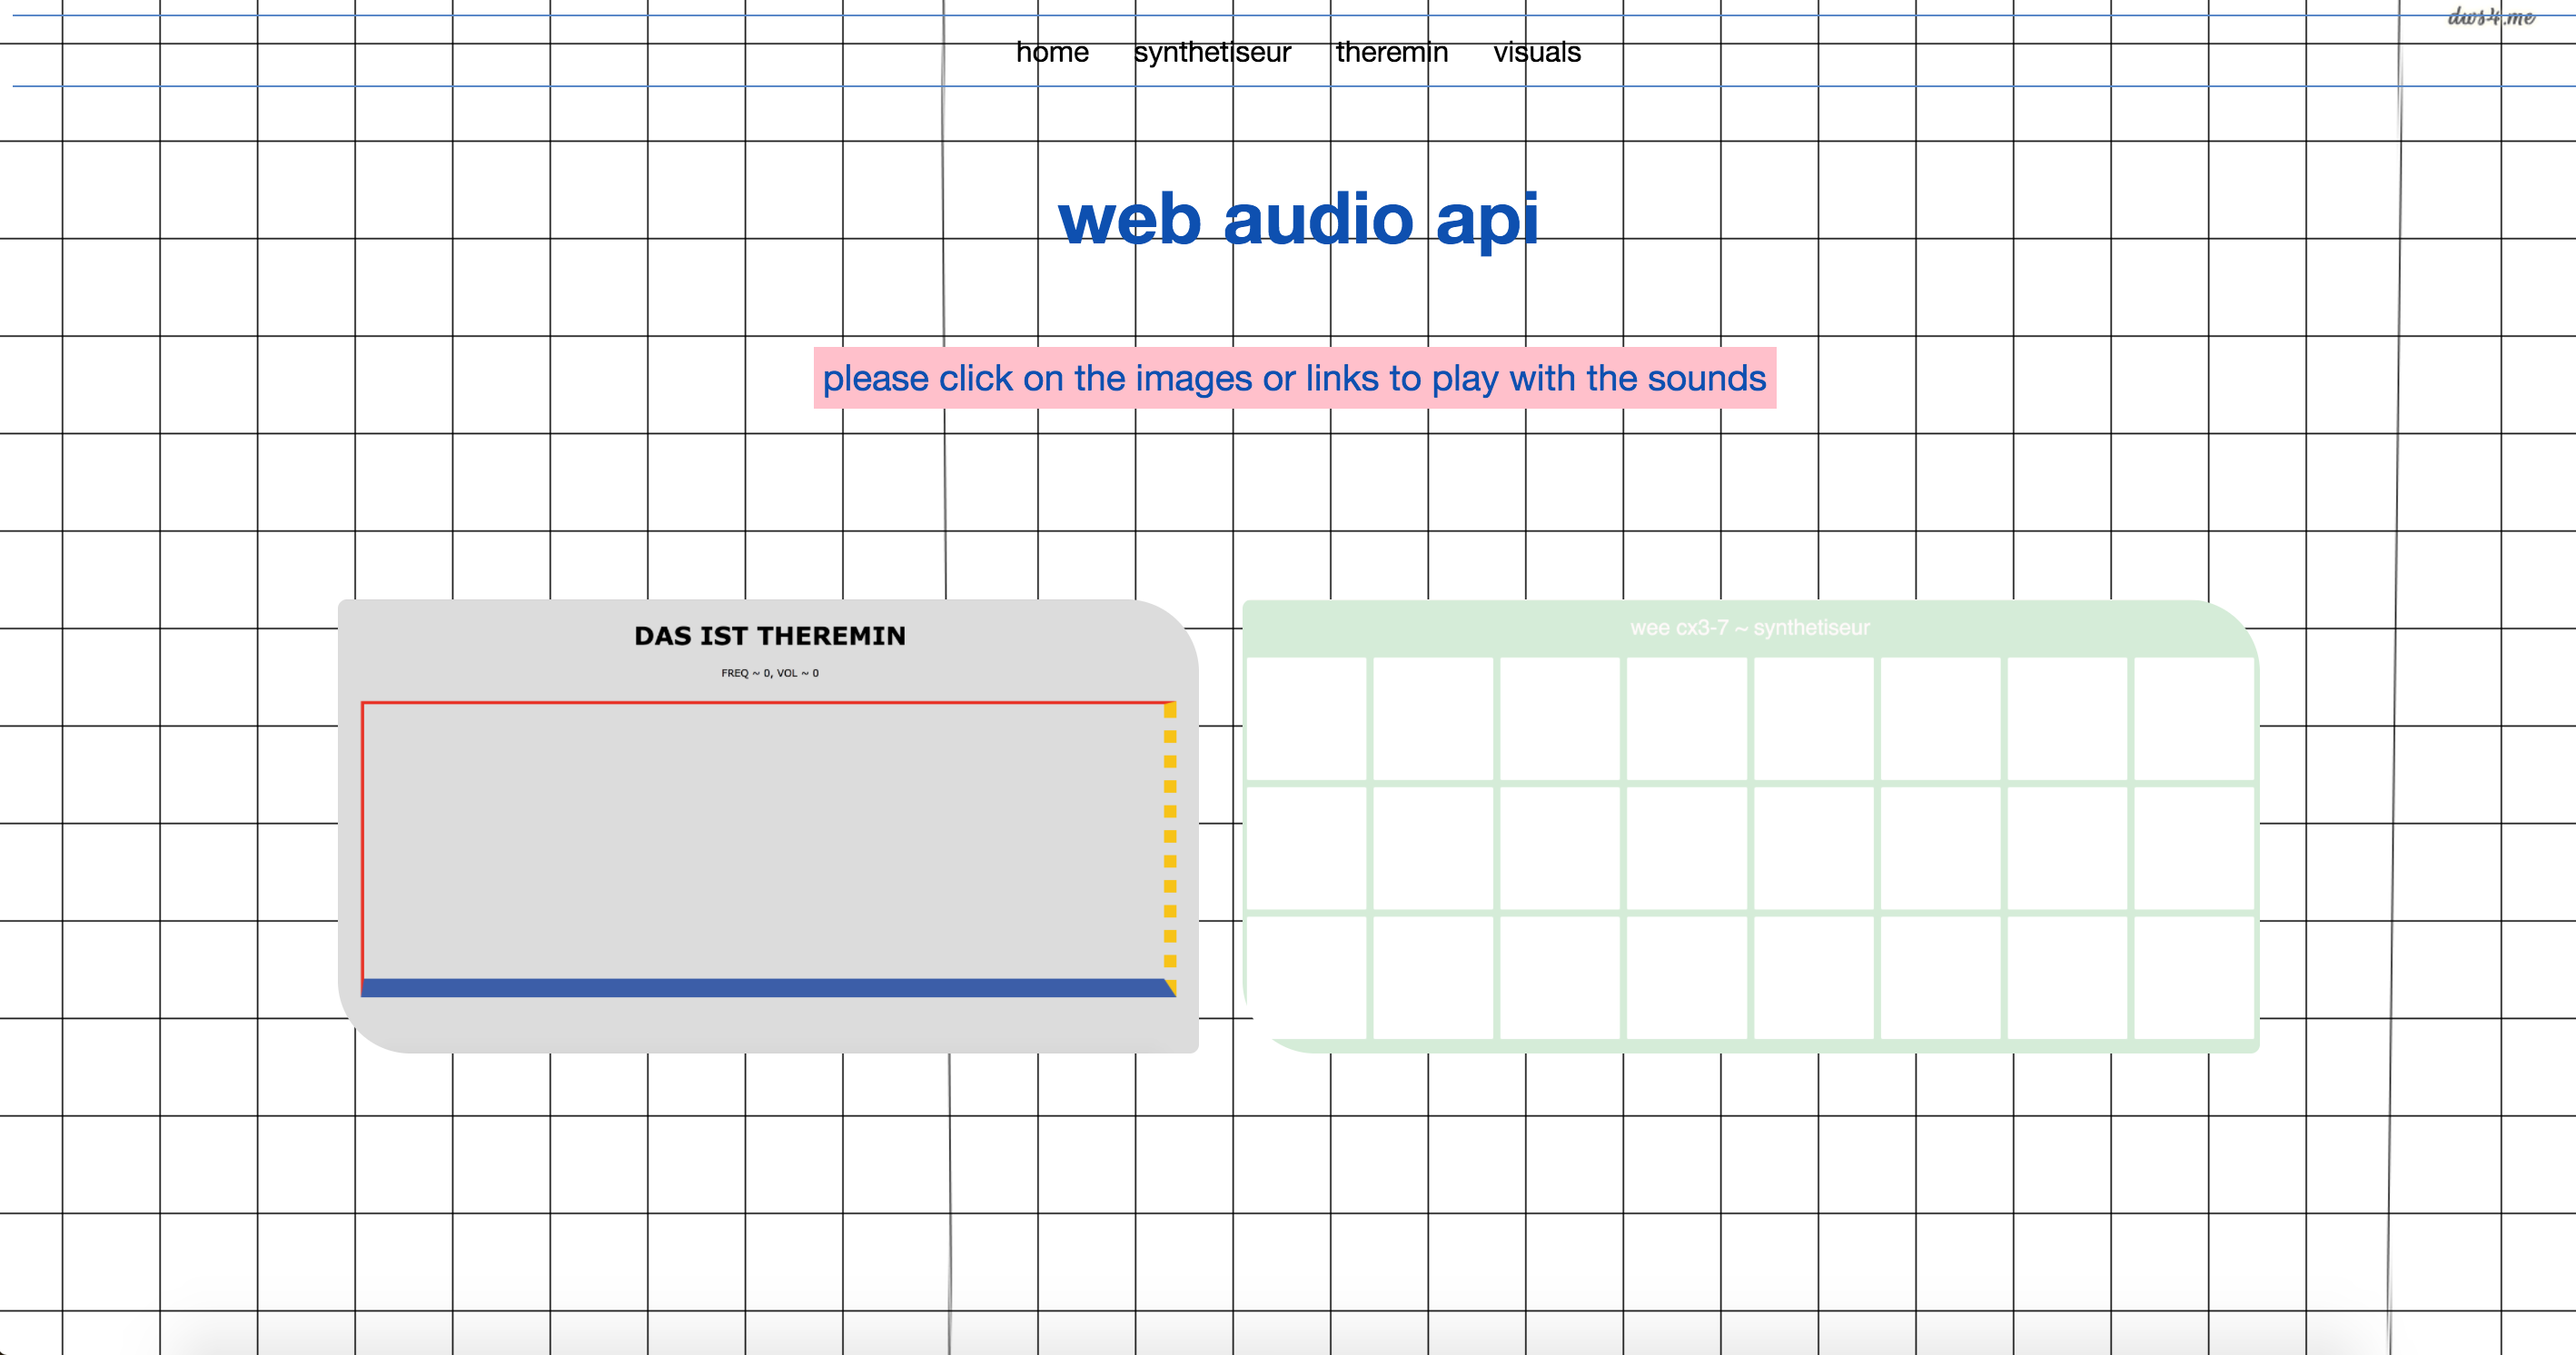 dws4.me
home synthetiseur theremin visuals
web audio api
please click on the images or links to play with the sounds
DAS IST THEREMIN
FREQ ~ 0, VOL ~ 0
wee cx3-7 ~ synthetiseur